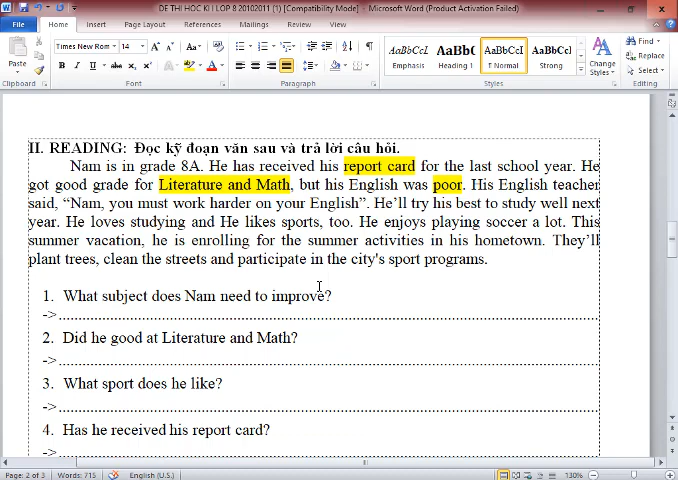 DE THI HOC KI I LOP 8 20102011 (1) [Compatibility Mode] - Microsoft Word (Product Activation Failed)
File Home Insert Page Layout References Mailings Review View
Paste
Times New Rom 14
AaBbCcI AaBb( AaBbCcI AaBbCc
Emphasis Heading 1 ¶ Normal Strong
Change Styles
Find
Replace
Select
Clipboard Font Paragraph Styles Editing
II. READING: Đọc kỹ đoạn văn sau và trả lời câu hỏi.
Nam is in grade 8A. He has received his report card for the last school year. He
got good grade for Literature and Math, but his English was poor. His English teacher
said, “Nam, you must work harder on your English”. He’ll try his best to study well next
year. He loves studying and He likes sports, too. He enjoys playing soccer a lot. This
summer vacation, he is enrolling for the summer activities in his hometown. They’ll
plant trees, clean the streets and participate in the city's sport programs.
1. What subject does Nam need to improve?
->
2. Did he good at Literature and Math?
->
3. What sport does he like?
->
4. Has he received his report card?
->
Page: 2 of 3 Words: 715 English (U.S.) 130%